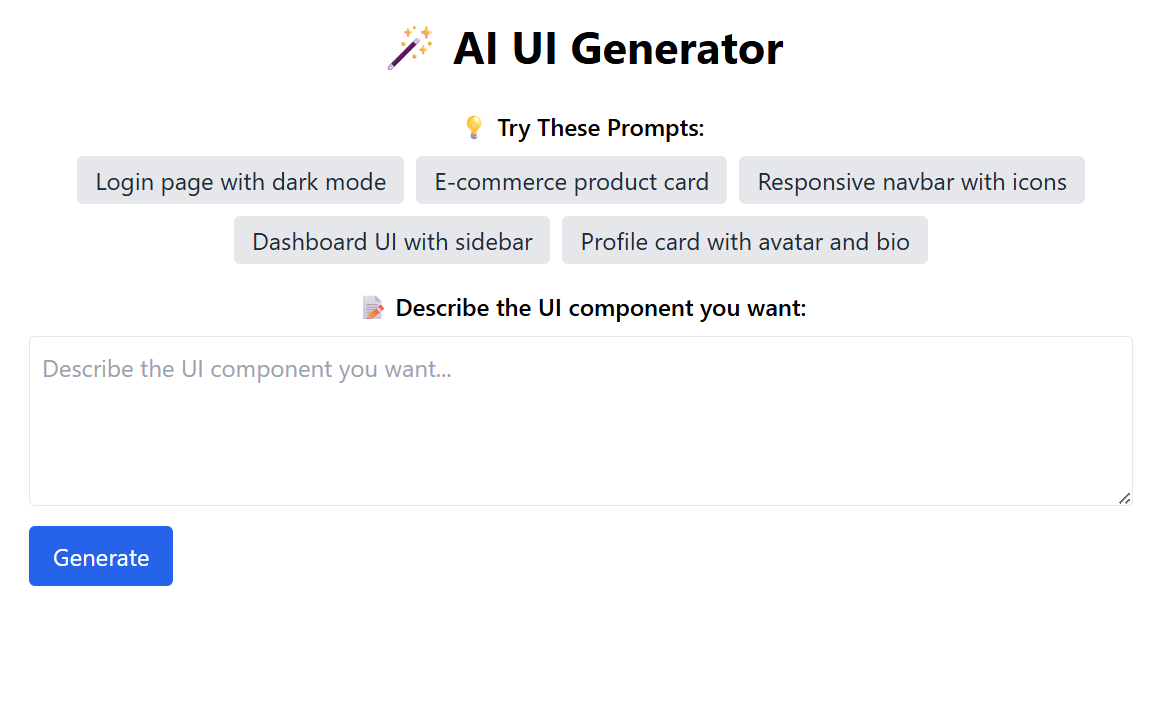 🪄 AI UI Generator
💡 Try These Prompts:
Login page with dark mode E-commerce product card Responsive navbar with icons
Dashboard UI with sidebar Profile card with avatar and bio
📝 Describe the UI component you want:
Describe the UI component you want...
Generate